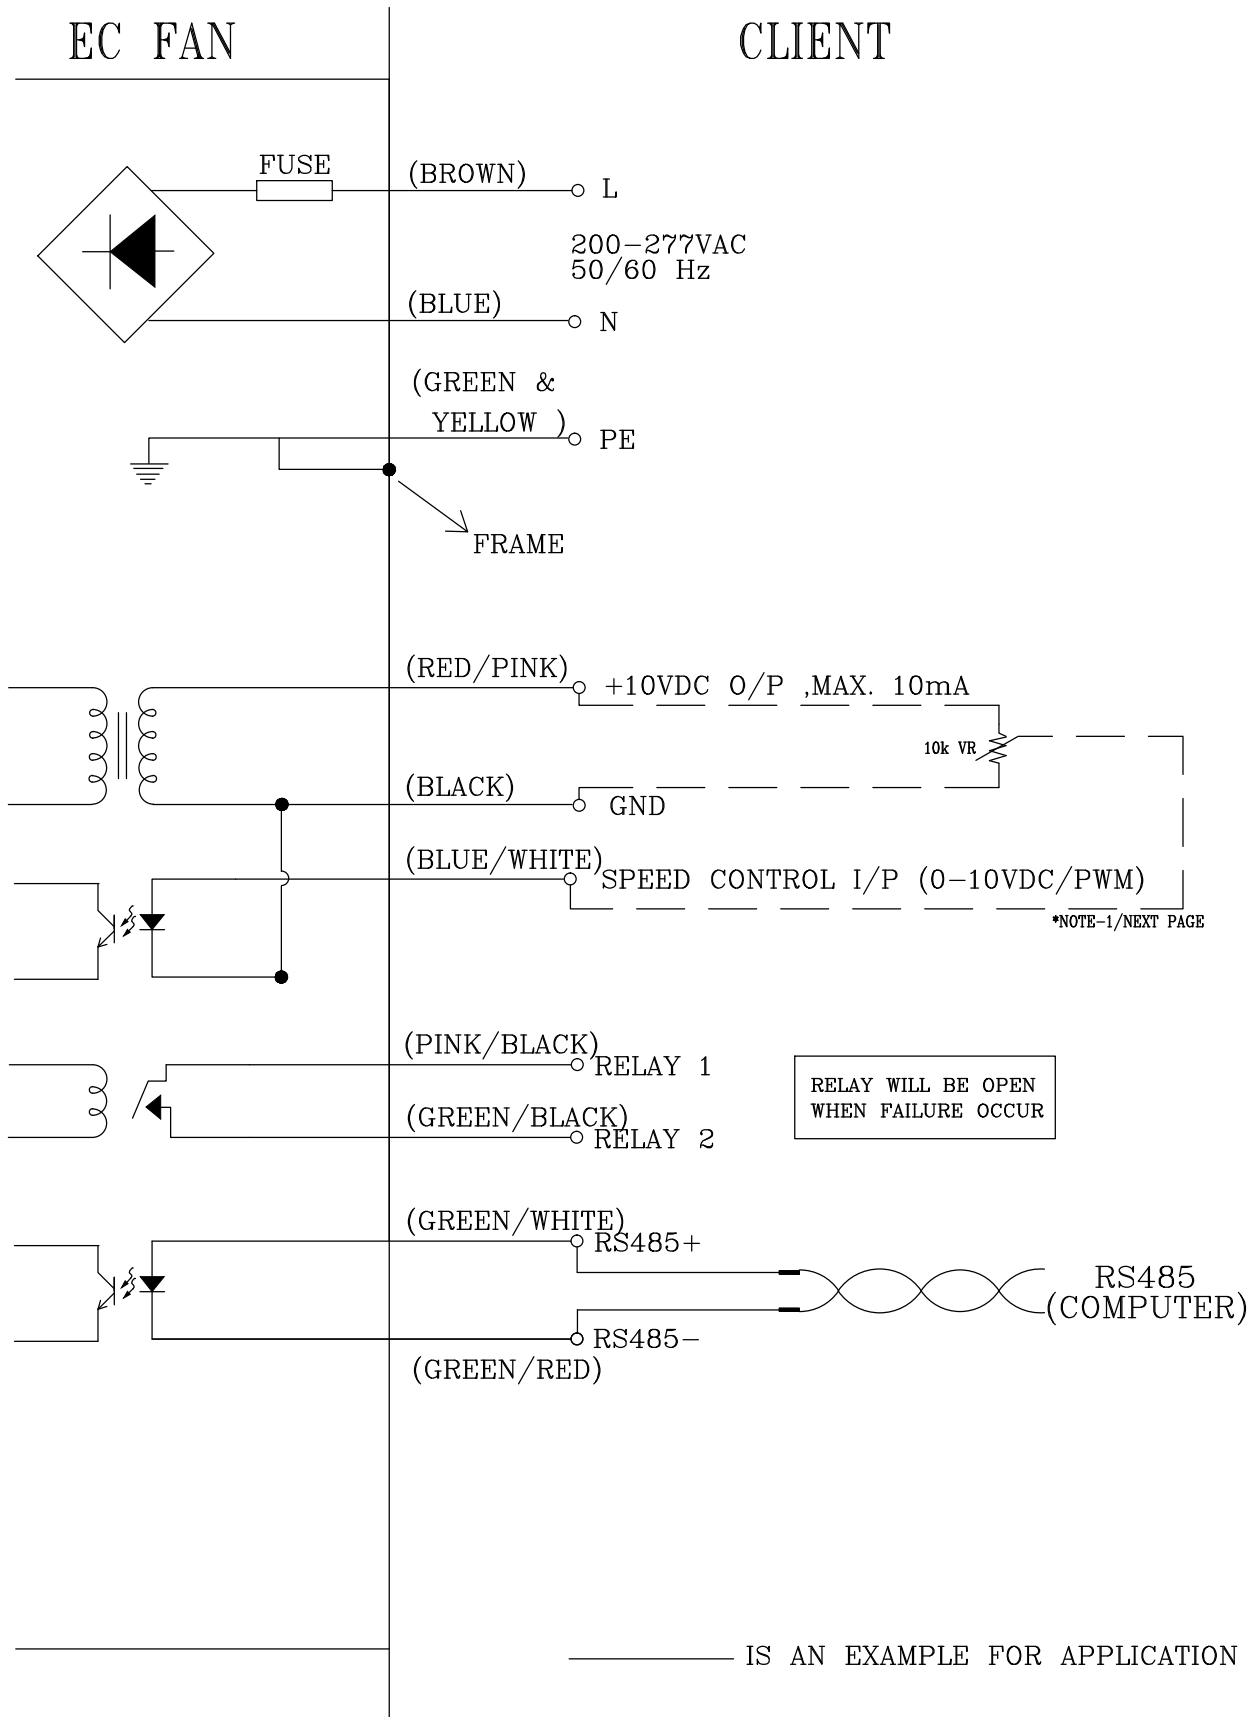 EC FAN
CLIENT
FUSE
(BROWN)
L
200-277VAC
50/60 Hz
(BLUE)
N
(GREEN &
YELLOW )
PE
FRAME
(RED/PINK)
+10VDC O/P ,MAX. 10mA
10k VR
(BLACK)
GND
(BLUE/WHITE)
SPEED CONTROL I/P (0-10VDC/PWM)
*NOTE-1/NEXT PAGE
(PINK/BLACK)
RELAY 1
RELAY WILL BE OPEN
WHEN FAILURE OCCUR
(GREEN/BLACK)
RELAY 2
(GREEN/WHITE)
RS485+
RS485
(COMPUTER)
RS485-
(GREEN/RED)
IS AN EXAMPLE FOR APPLICATION